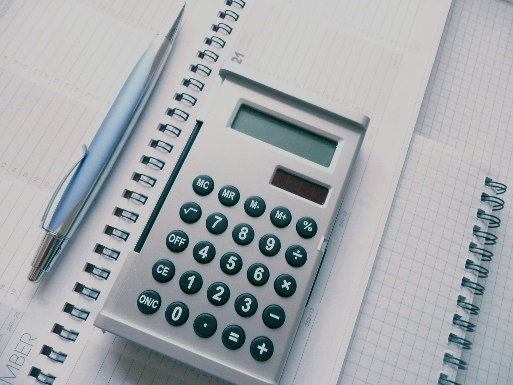 21
MC MR M- M+ %
√ 7 8 9 ÷
OFF 4 5 6 ×
CE 1 2 3 −
ON/C 0 . = +
MBER